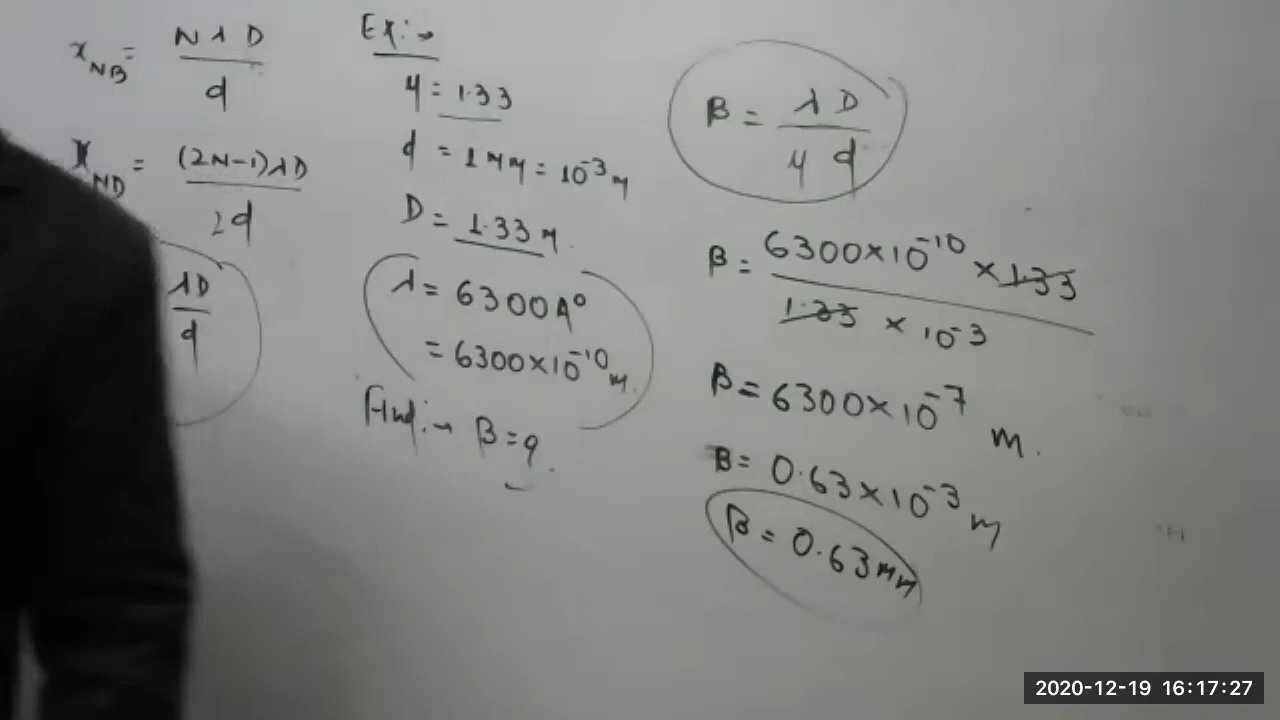 x_NB = NλD / d
x_ND = (2N-1)λD / 2d
λD / d
Ex:→
μ = 1.33
d = 1mm = 10^-3 m
D = 1.33m.
λ = 6300A°
= 6300×10^-10 m.
Find:→ β=?.
β = λD / μd
β = 6300×10^-10 × 1.33 / 1.33 × 10^-3
β = 6300×10^-7 m.
β = 0.63×10^-3 m
β = 0.63mm
2020-12-19 16:17:27